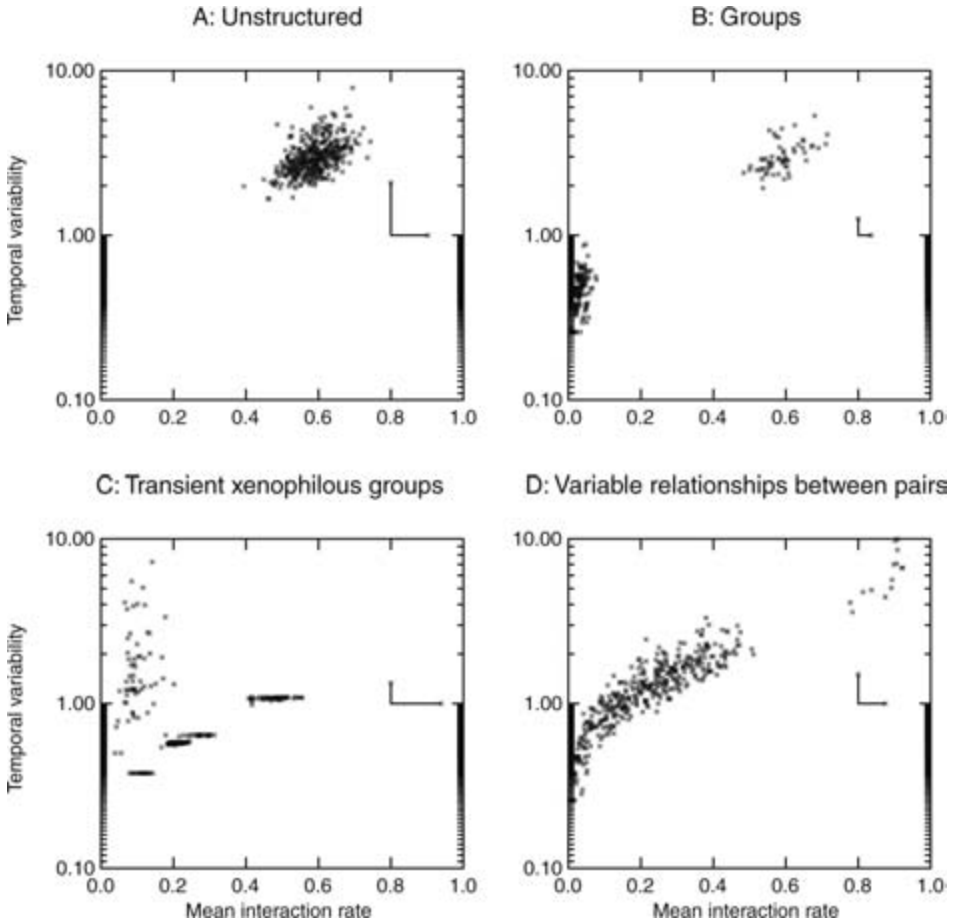 A: Unstructured
B: Groups
10.00
1.00
0.10
Temporal variability
0.0 0.2 0.4 0.6 0.8 1.0
10.00
1.00
0.10
0.0 0.2 0.4 0.6 0.8 1.0
C: Transient xenophilous groups
D: Variable relationships between pairs
10.00
1.00
0.10
Temporal variability
0.0 0.2 0.4 0.6 0.8 1.0
Mean interaction rate
10.00
1.00
0.10
0.0 0.2 0.4 0.6 0.8 1.0
Mean interaction rate